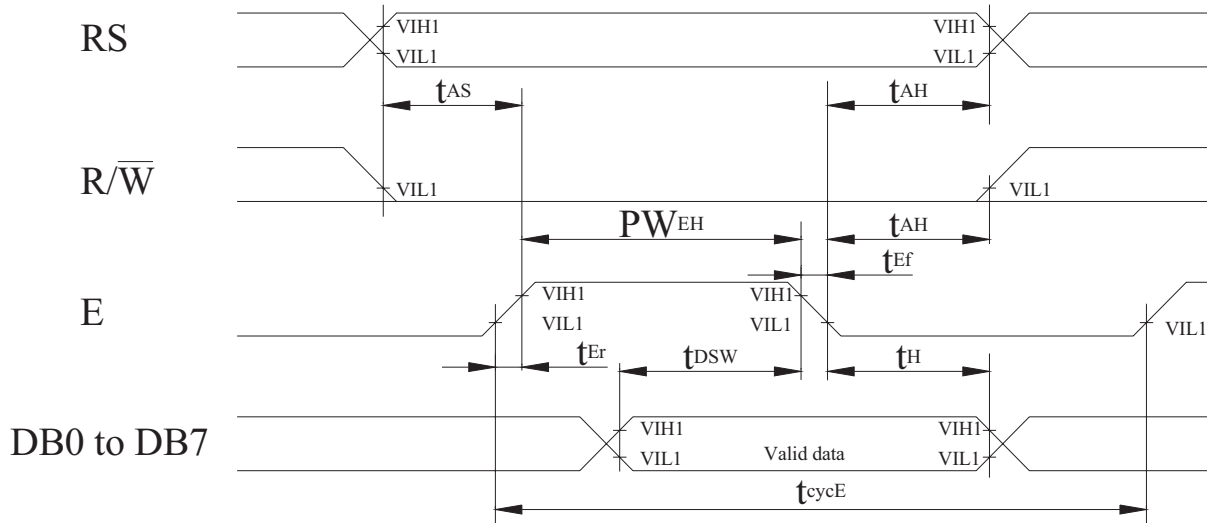 RS
VIH1
VIH1
VIL1
VIL1
tAS
tAH
R/W̅
VIL1
VIL1
PWEH
tAH
tEf
E
VIH1
VIH1
VIL1
VIL1
VIL1
tEr
tDSW
tH
DB0 to DB7
VIH1
VIH1
VIL1
Valid data
VIL1
tcycE